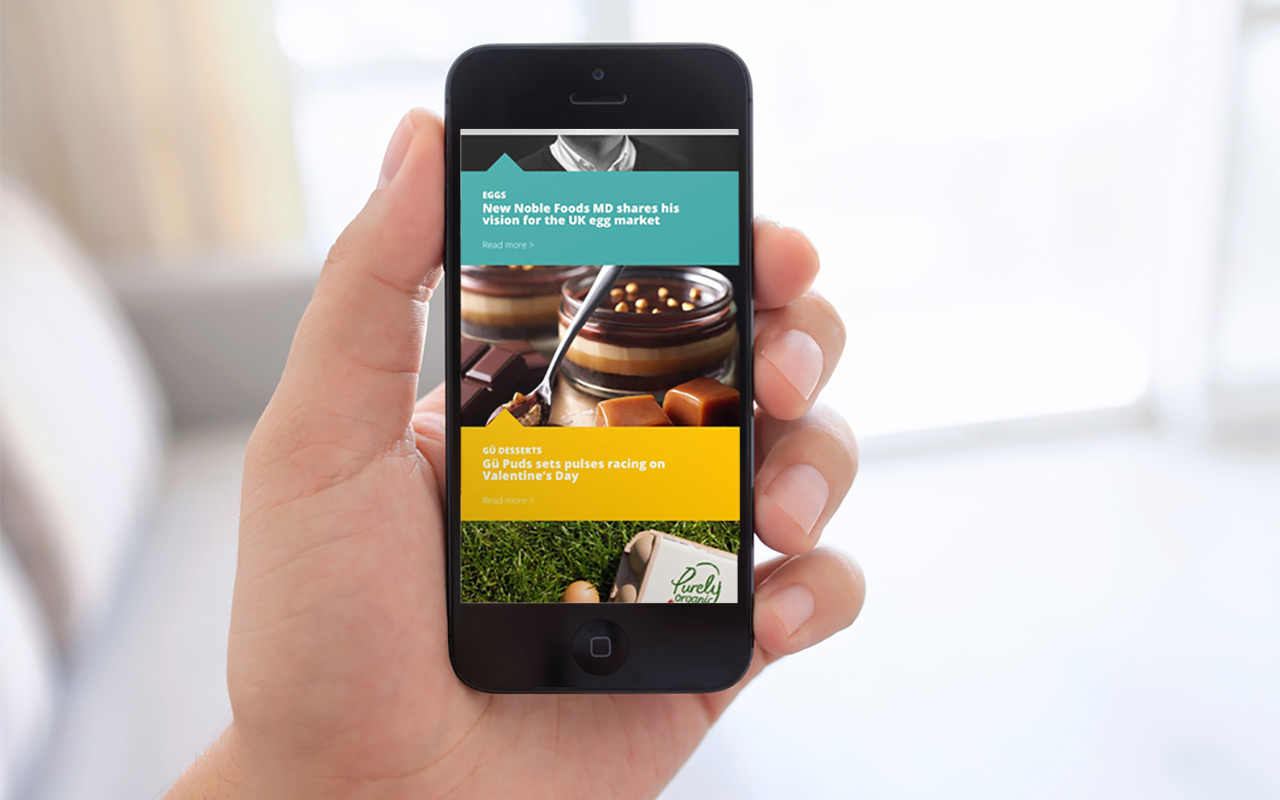 EGGS
New Noble Foods MD shares his
vision for the UK egg market
Read more >
GÜ DESSERTS
Gü Puds sets pulses racing on
Valentine's Day
Read more >
Purely
organic